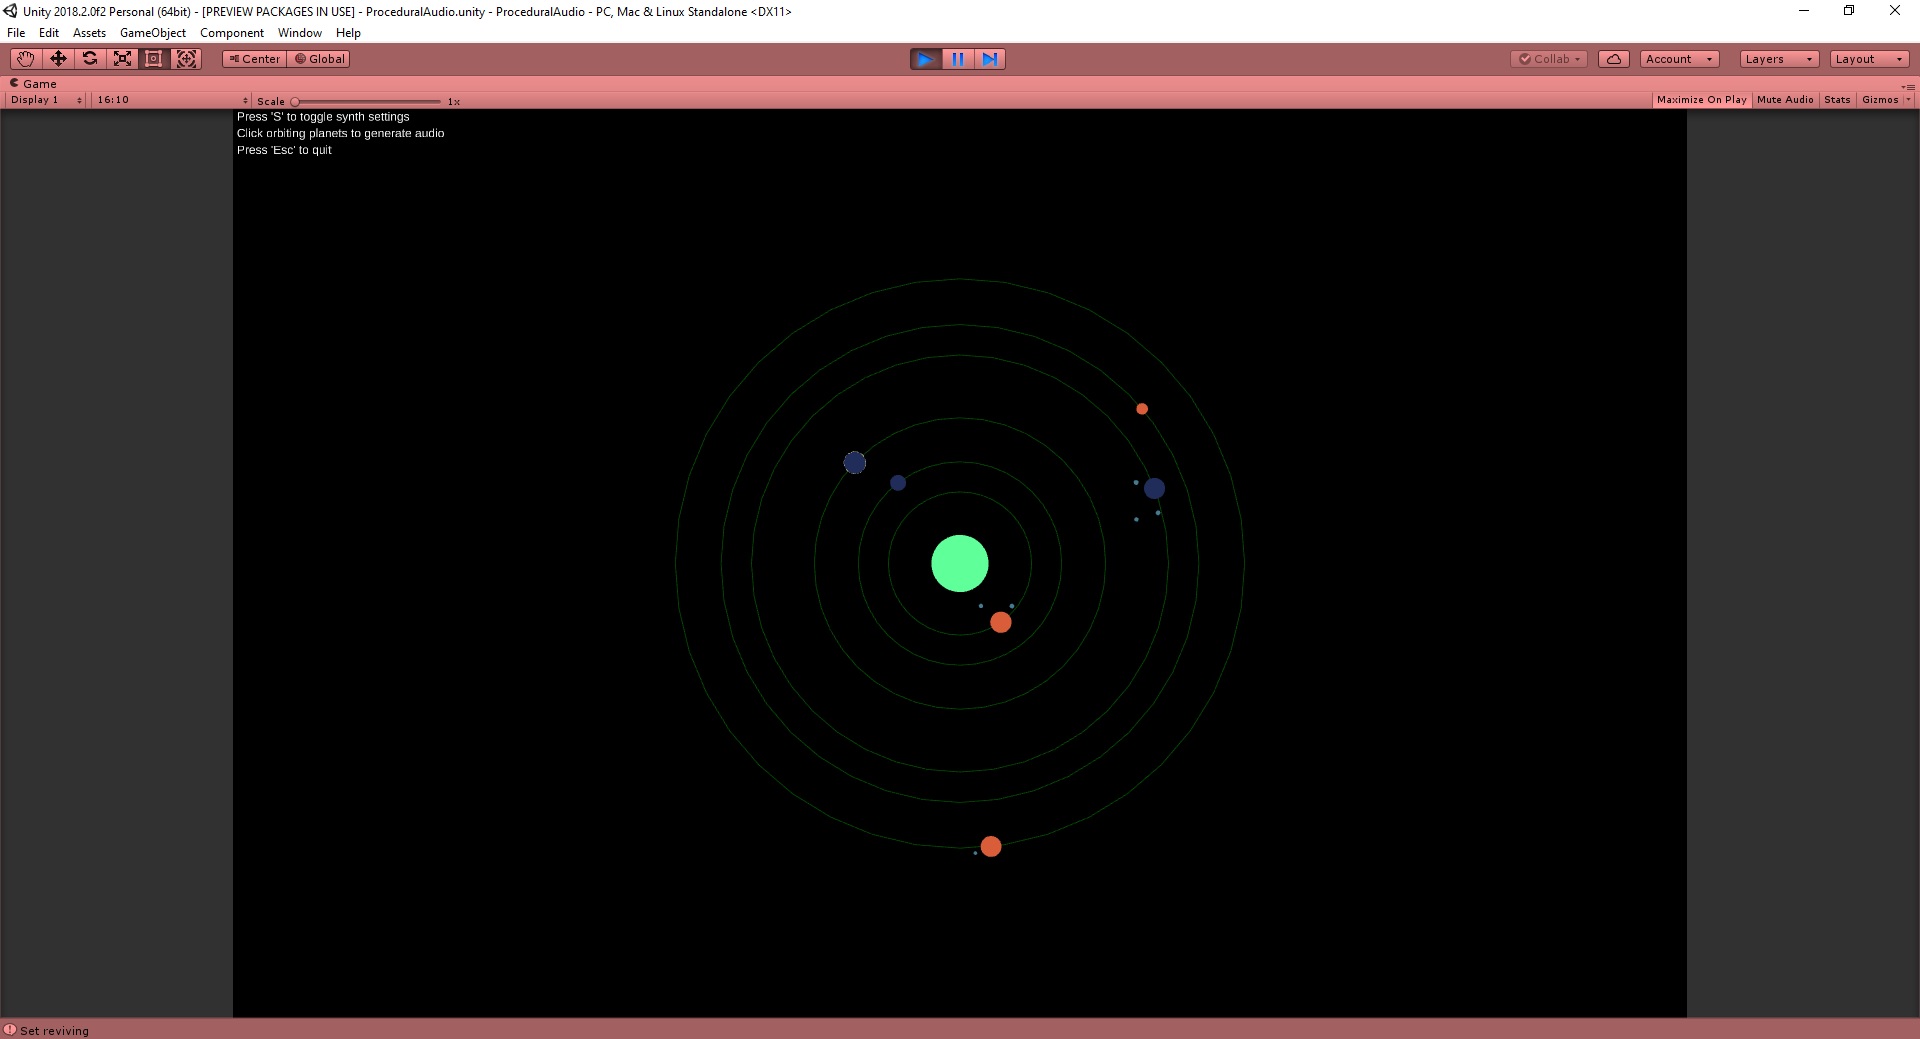 Unity 2018.2.0f2 Personal (64bit) - [PREVIEW PACKAGES IN USE] - ProceduralAudio.unity - ProceduralAudio - PC, Mac & Linux Standalone <DX11>
File Edit Assets GameObject Component Window Help
Center Global Collab Account Layers Layout
Game
Display 1 16:10 Scale 1x Maximize On Play Mute Audio Stats Gizmos
Press 'S' to toggle synth settings
Click orbiting planets to generate audio
Press 'Esc' to quit
Set reviving